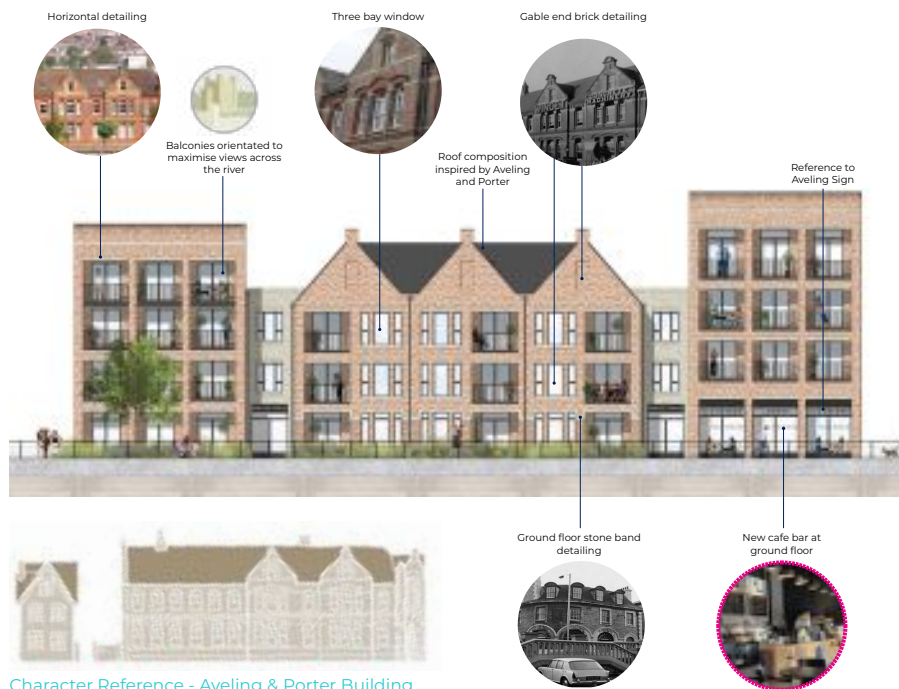 Horizontal detailing
Three bay window
Gable end brick detailing
Balconies orientated to
maximise views across
the river
Roof composition
inspired by Aveling
and Porter
Reference to
Aveling Sign
Ground floor stone band
detailing
New cafe bar at
ground floor
Character Reference - Aveling & Porter Building